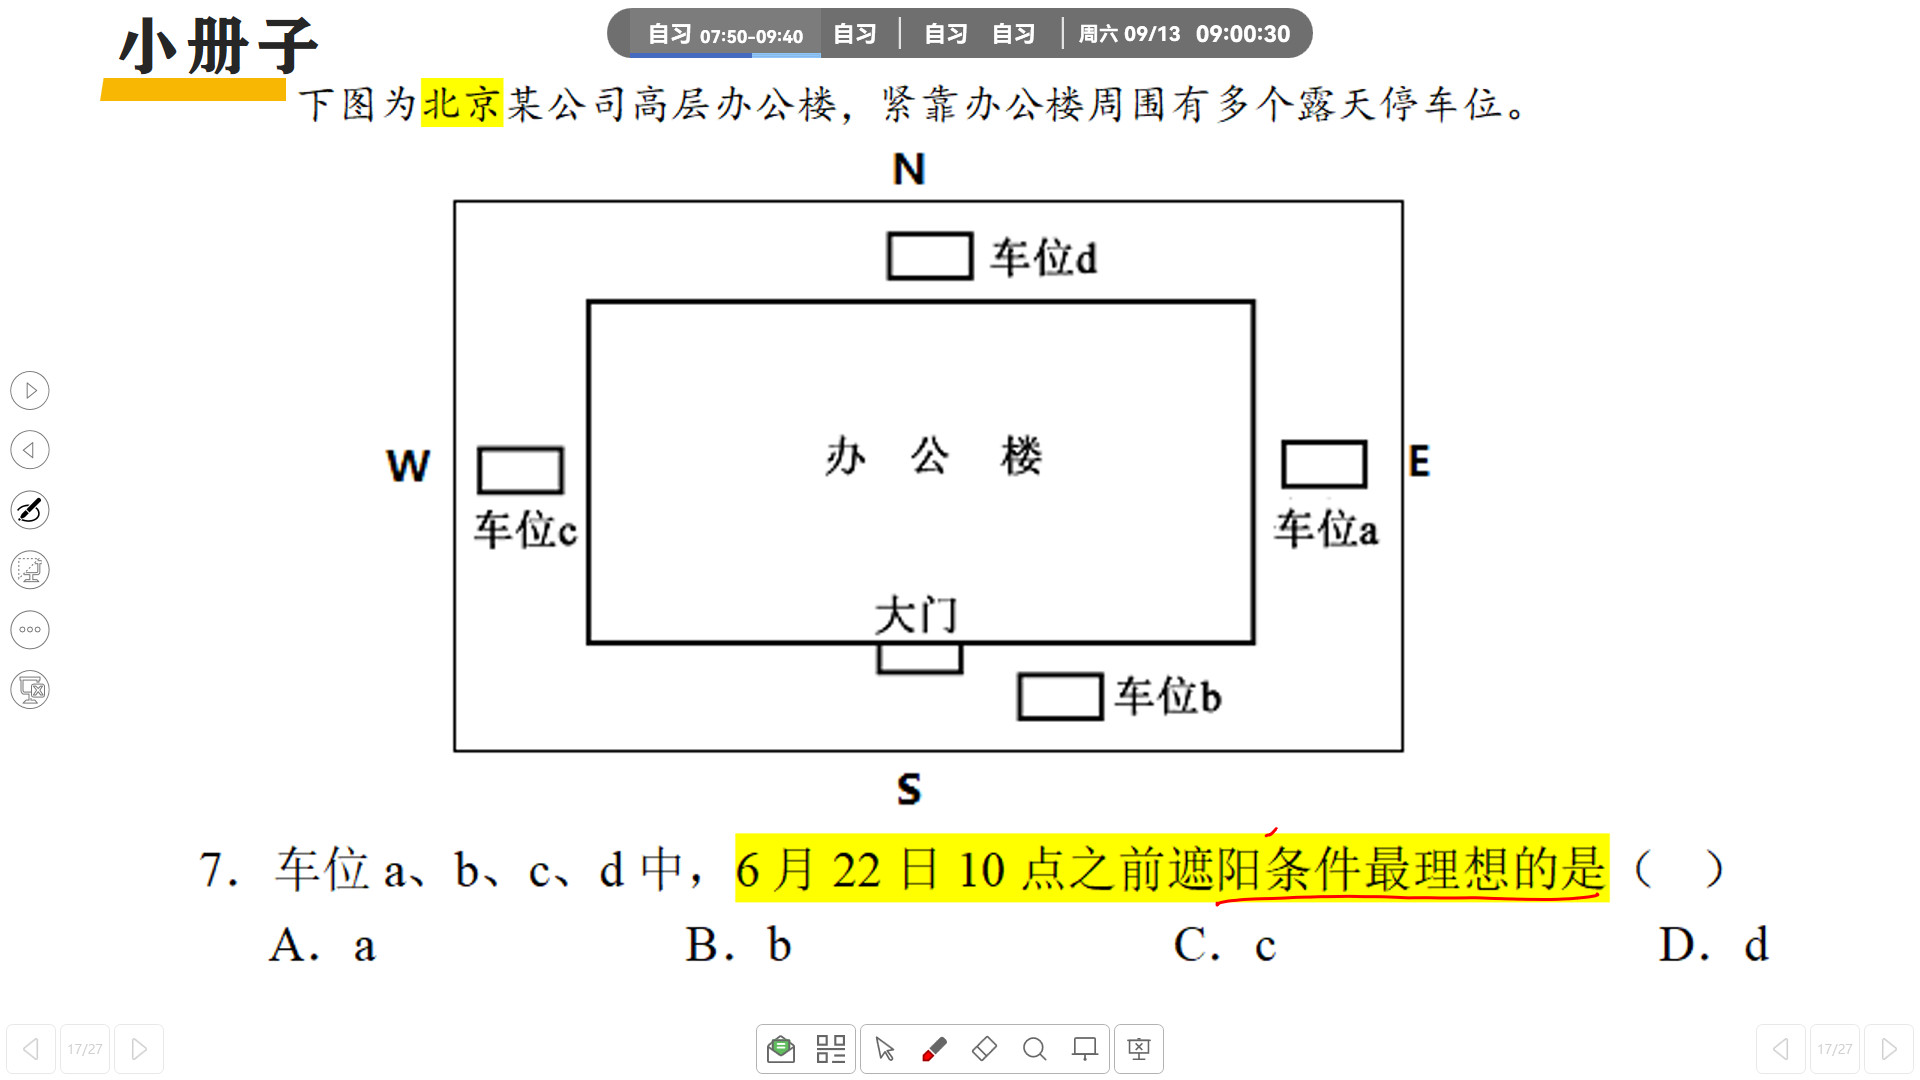 小册子
自习 07:50-09:40 自习 自习 自习 周六 09/13 09:00:30
下图为北京某公司高层办公楼，紧靠办公楼周围有多个露天停车位。
N
车位d
办 公 楼
W
E
车位c
车位a
大门
车位b
S
7．车位 a、b、c、d 中，6 月 22 日 10 点之前遮阳条件最理想的是（ ）
A．a B．b C．c D．d
17/27
17/27